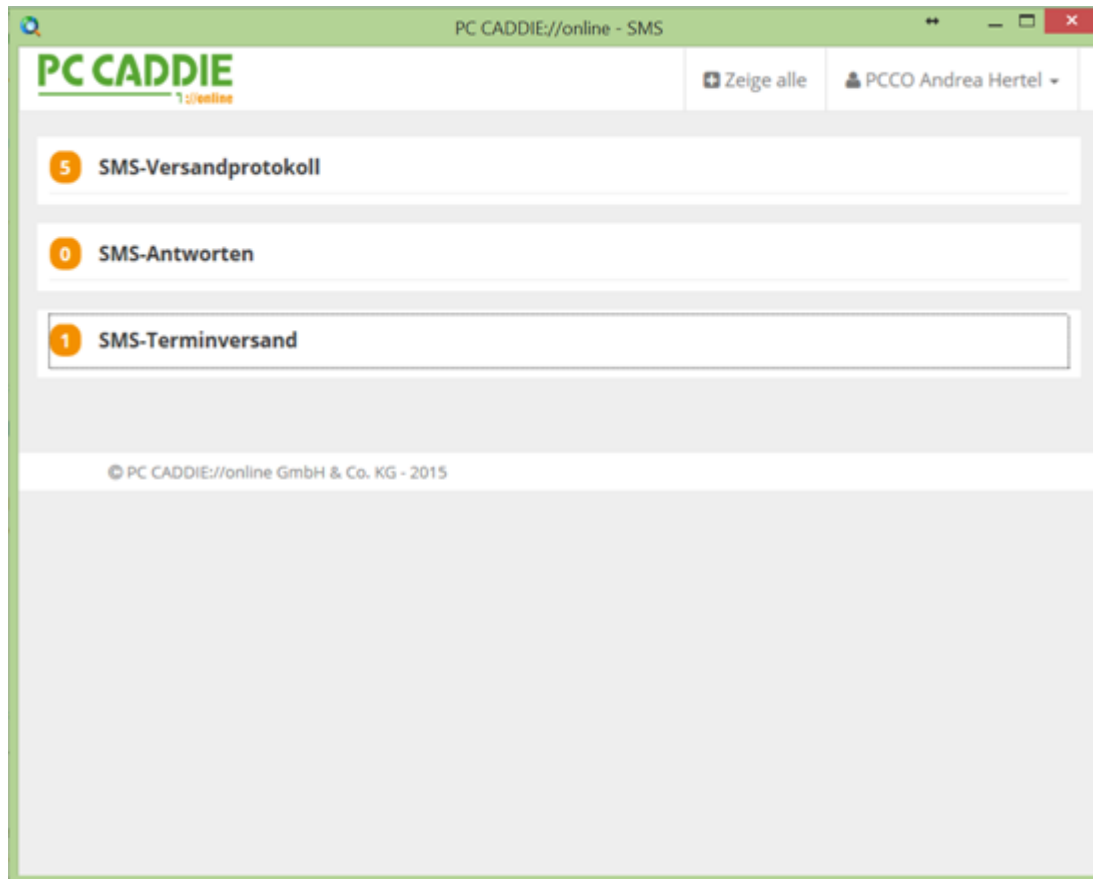 PC CADDIE://online - SMS
PC CADDIE
://online
Zeige alle
PCCO Andrea Hertel
5 SMS-Versandprotokoll
0 SMS-Antworten
1 SMS-Terminversand
© PC CADDIE://online GmbH & Co. KG - 2015